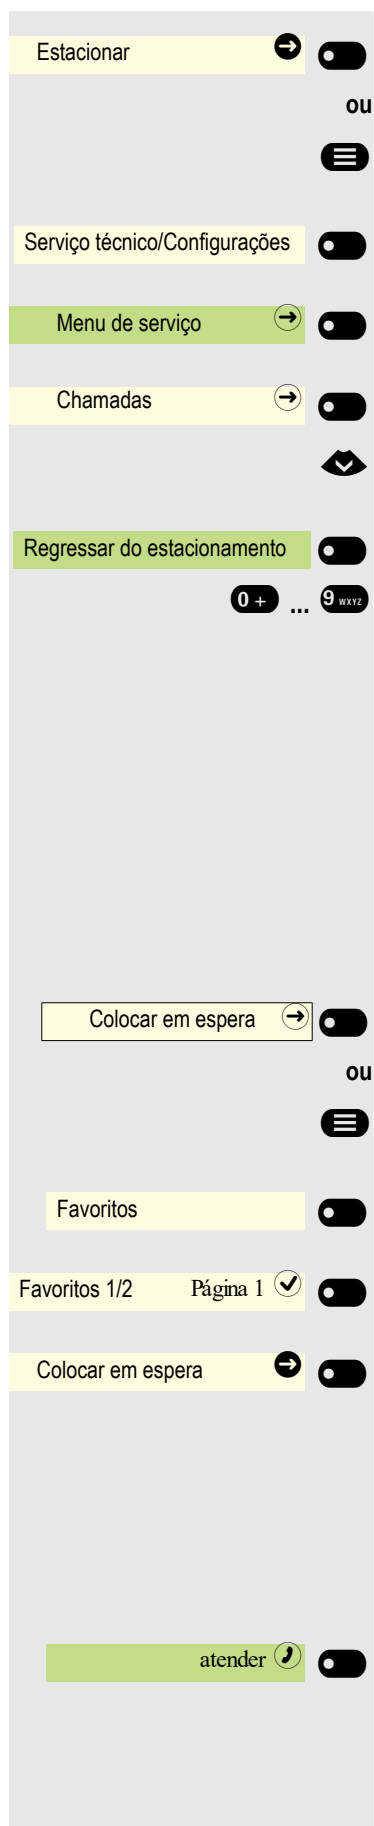 Estacionar
ou
Serviço técnico/Configurações
Menu de serviço
Chamadas
Regressar do estacionamento
0 + ... 9 WXYZ
Colocar em espera
ou
Favoritos
Favoritos 1/2 Página 1
Colocar em espera
atender